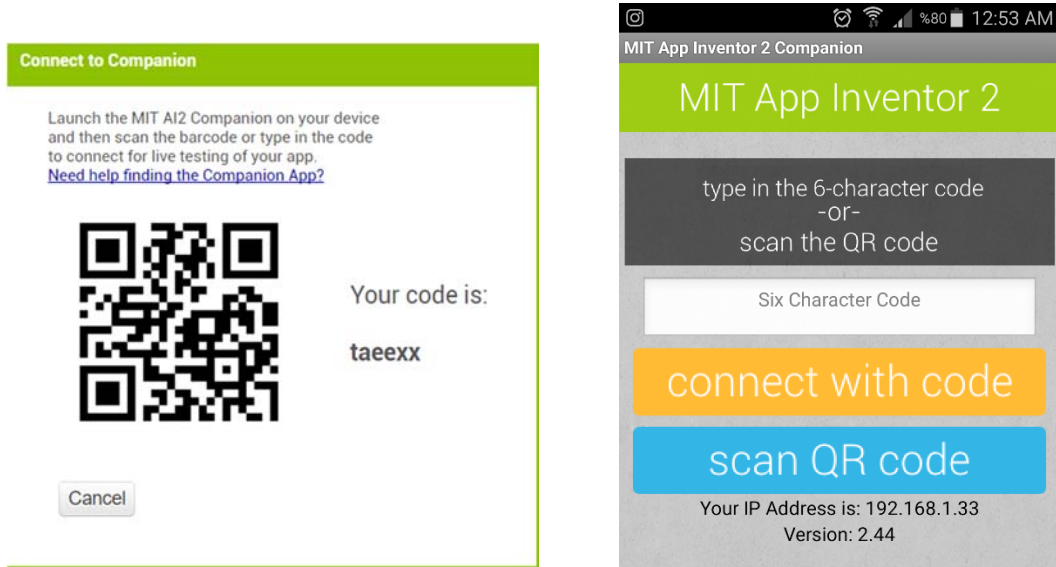 Connect to Companion
Launch the MIT AI2 Companion on your device
and then scan the barcode or type in the code
to connect for live testing of your app.
Need help finding the Companion App?
Your code is:
taeexx
Cancel
%80 12:53 AM
MIT App Inventor 2 Companion
MIT App Inventor 2
type in the 6-character code
-or-
scan the QR code
Six Character Code
connect with code
scan QR code
Your IP Address is: 192.168.1.33
Version: 2.44